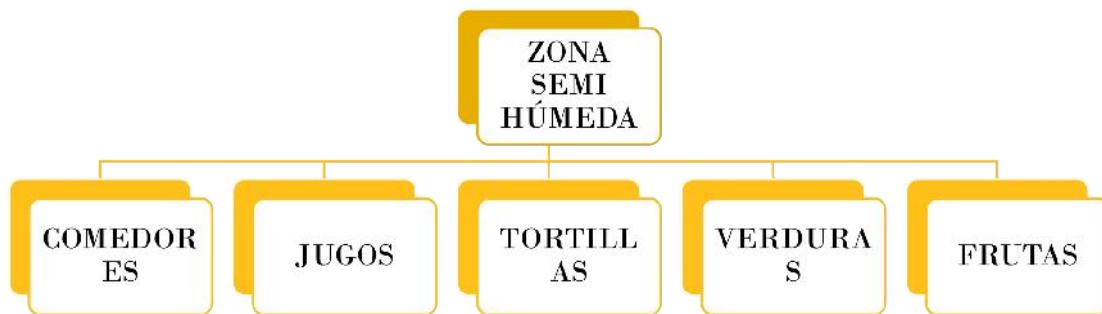 ZONA
SEMI
HÚMEDA
COMEDOR
ES
JUGOS
TORTILL
AS
VERDURA
S
FRUTAS